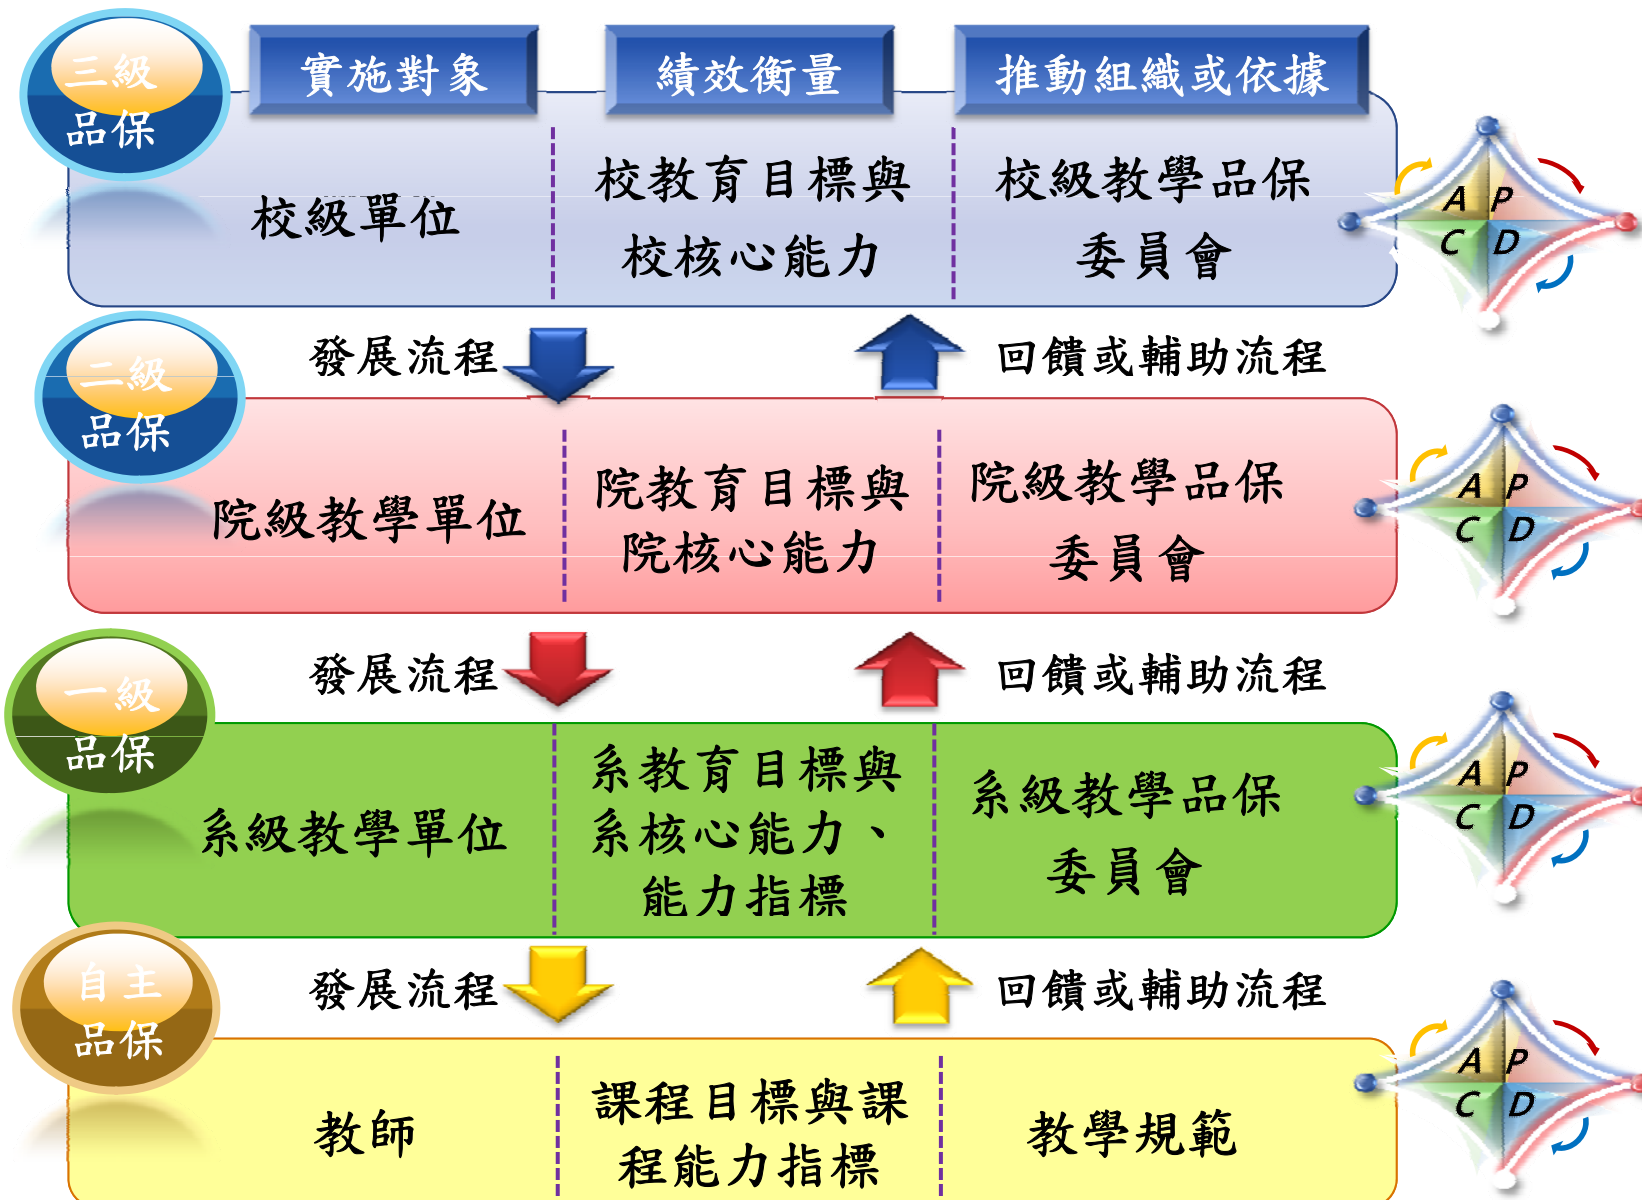 三級
品保
實施對象
績效衡量
推動組織或依據
校級單位
校教育目標與
校核心能力
校級教學品保
委員會
A P
C D
發展流程
回饋或輔助流程
二級
品保
院級教學單位
院教育目標與
院核心能力
院級教學品保
委員會
A P
C D
發展流程
回饋或輔助流程
一級
品保
系級教學單位
系教育目標與
系核心能力、
能力指標
系級教學品保
委員會
A P
C D
發展流程
回饋或輔助流程
自主
品保
教師
課程目標與課
程能力指標
教學規範
A P
C D